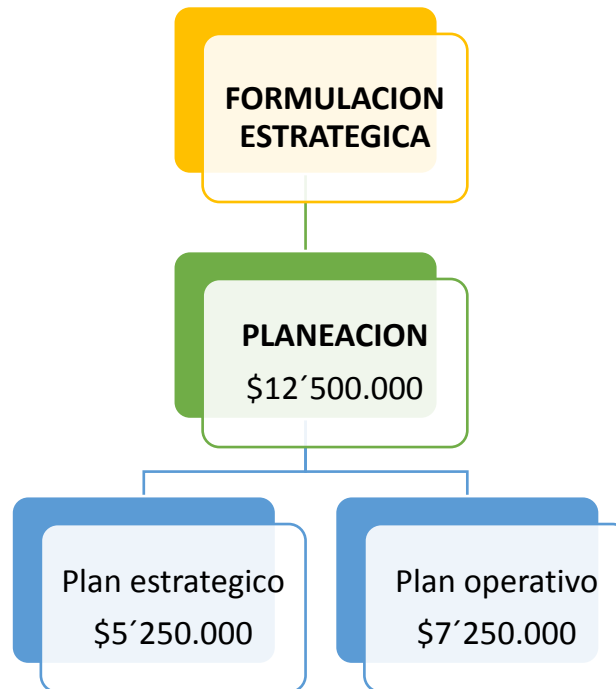 FORMULACION
ESTRATEGICA
PLANEACION
$12´500.000
Plan estrategico
$5´250.000
Plan operativo
$7´250.000